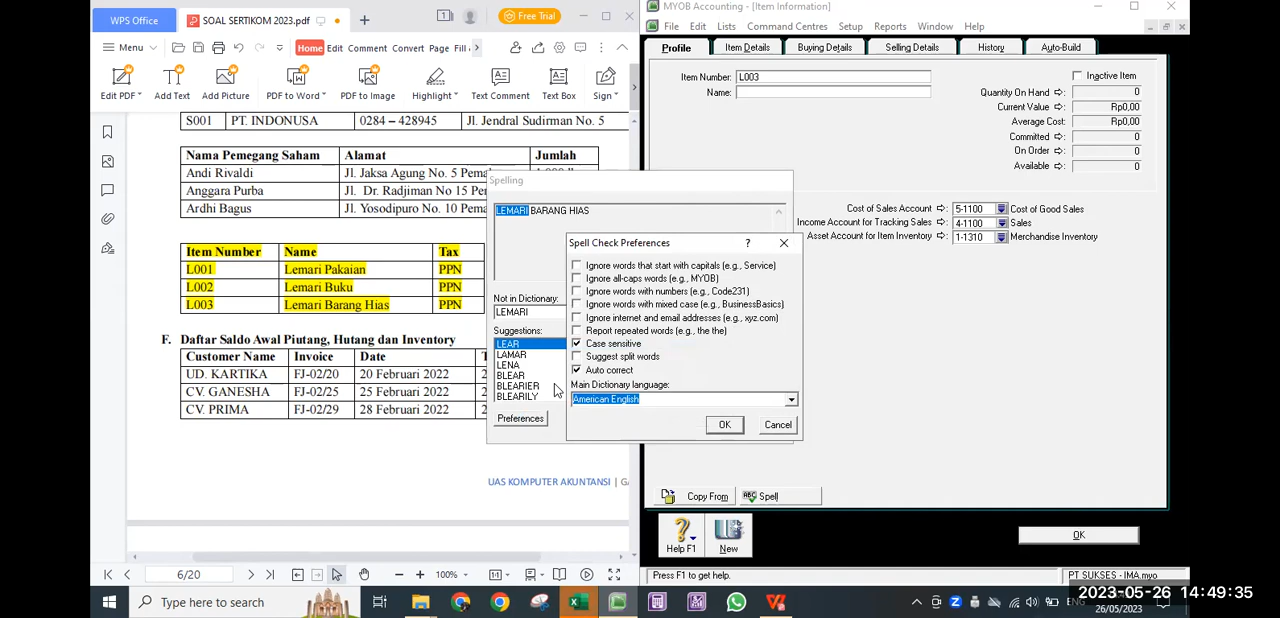 WPS Office
SOAL SERTIKOM 2023.pdf
Free Trial
Menu
Home Edit Comment Convert Page Fill
Edit PDF
Add Text
Add Picture
PDF to Word
PDF to Image
Highlight
Text Comment
Text Box
Sign
S001 PT. INDONUSA 0284 – 428945 Jl. Jendral Sudirman No. 5
Nama Pemegang Saham Alamat Jumlah
Andi Rivaldi Jl. Jaksa Agung No. 5
Anggara Purba Jl. Dr. Radjiman No 15
Ardhi Bagus Jl. Yosodipuro No. 10
Item Number Name Tax
L001 Lemari Pakaian PPN
L002 Lemari Buku PPN
L003 Lemari Barang Hias PPN
F. Daftar Saldo Awal Piutang, Hutang dan Inventory
Customer Name Invoice Date
UD. KARTIKA FJ-02/20 20 Februari 2022
CV. GANESHA FJ-02/25 25 Februari 2022
CV. PRIMA FJ-02/29 28 Februari 2022
UAS KOMPUTER AKUNTANSI |
6/20
100%
MYOB Accounting - [Item Information]
File Edit Lists Command Centres Setup Reports Window Help
Profile Item Details Buying Details Selling Details History Auto-Build
Item Number: L003
Name:
Inactive Item
Quantity On Hand 0
Current Value Rp0,00
Average Cost: Rp0,00
Committed 0
On Order 0
Available 0
Cost of Sales Account 5-1100 Cost of Good Sales
Income Account for Tracking Sales 4-1100 Sales
Asset Account for Item Inventory 1-1310 Merchandise Inventory
Spelling
LEMARI BARANG HIAS
Not in Dictionary:
LEMARI
Suggestions:
LEAR
LAMAR
LENA
BLEAR
BLEARIER
BLEARILY
Preferences
Spell Check Preferences
?
Ignore words that start with capitals (e.g., Service)
Ignore all-caps words (e.g., MYOB)
Ignore words with numbers (e.g., Code231)
Ignore words with mixed case (e.g., BusinessBasics)
Ignore internet and email addresses (e.g., xyz.com)
Report repeated words (e.g., the the)
Case sensitive
Suggest split words
Auto correct
Main Dictionary language:
American English
OK Cancel
Copy From
ABC Spell
Help F1
New
OK
Press F1 to get help.
PT SUKSES - IMA.myo
Type here to search
ENG
2023-05-26 14:49:35
26/05/2023